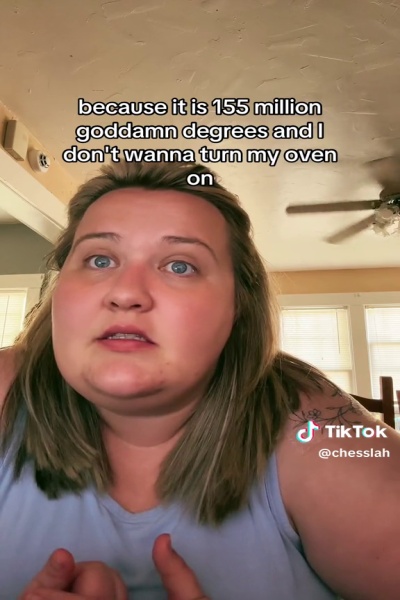 because it is 155 million
goddamn degrees and I
don't wanna turn my oven
on
TikTok
@chesslah